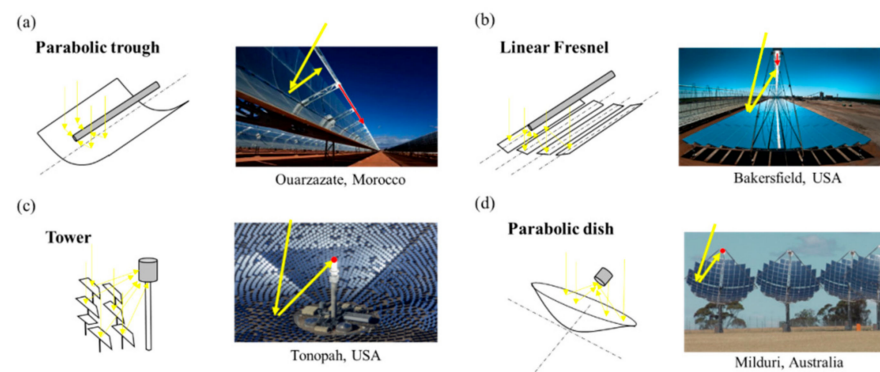 (a)
Parabolic trough
Ouarzazate, Morocco
(b)
Linear Fresnel
Bakersfield, USA
(c)
Tower
Tonopah, USA
(d)
Parabolic dish
Milduri, Australia